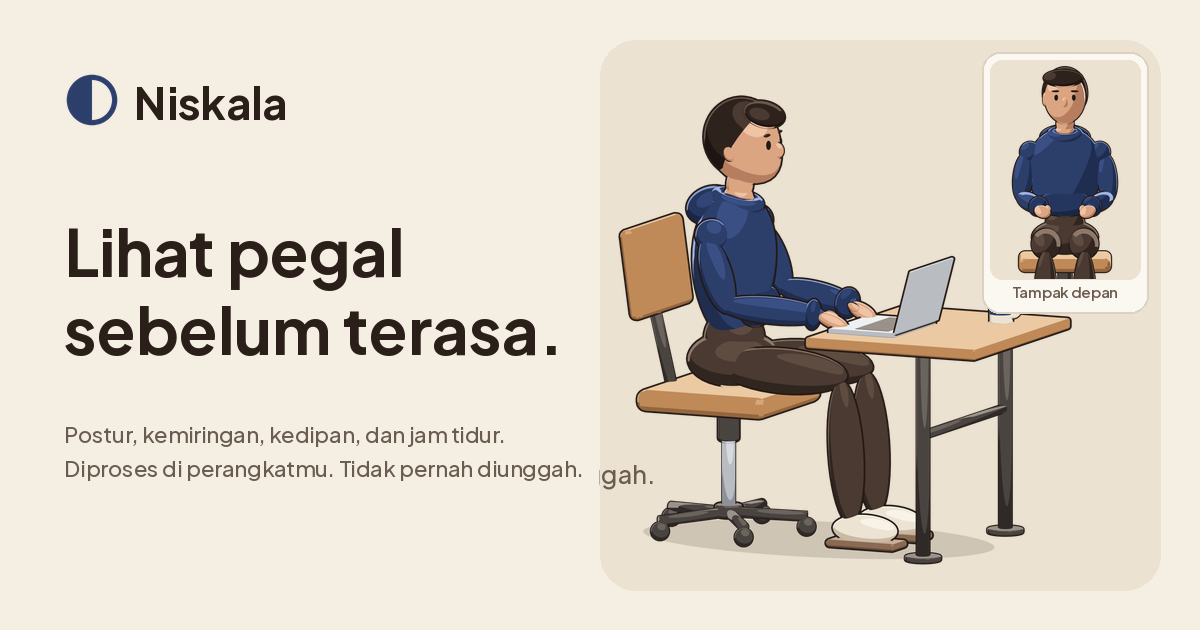 Niskala
Lihat pegal
sebelum terasa.
Postur, kemiringan, kedipan, dan jam tidur.
Diproses di perangkatmu. Tidak pernah diunggah.
ggah.
Tampak depan